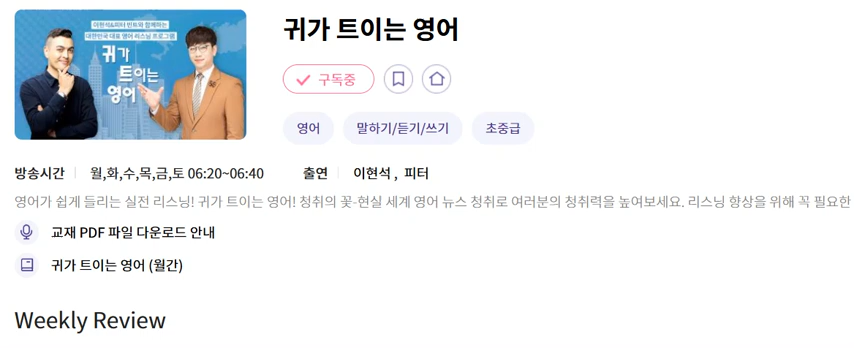 이현석&피터 빈트와 함께하는
대한민국 대표 영어 리스닝 프로그램
귀가
트이는
영어
귀가 트이는 영어
구독중
영어 말하기/듣기/쓰기 초중급
방송시간 월,화,수,목,금,토 06:20~06:40 출연 이현석 , 피터
영어가 쉽게 들리는 실전 리스닝! 귀가 트이는 영어! 청취의 꽃-현실 세계 영어 뉴스 청취로 여러분의 청취력을 높여보세요. 리스닝 향상을 위해 꼭 필요한
교재 PDF 파일 다운로드 안내
귀가 트이는 영어 (월간)
Weekly Review